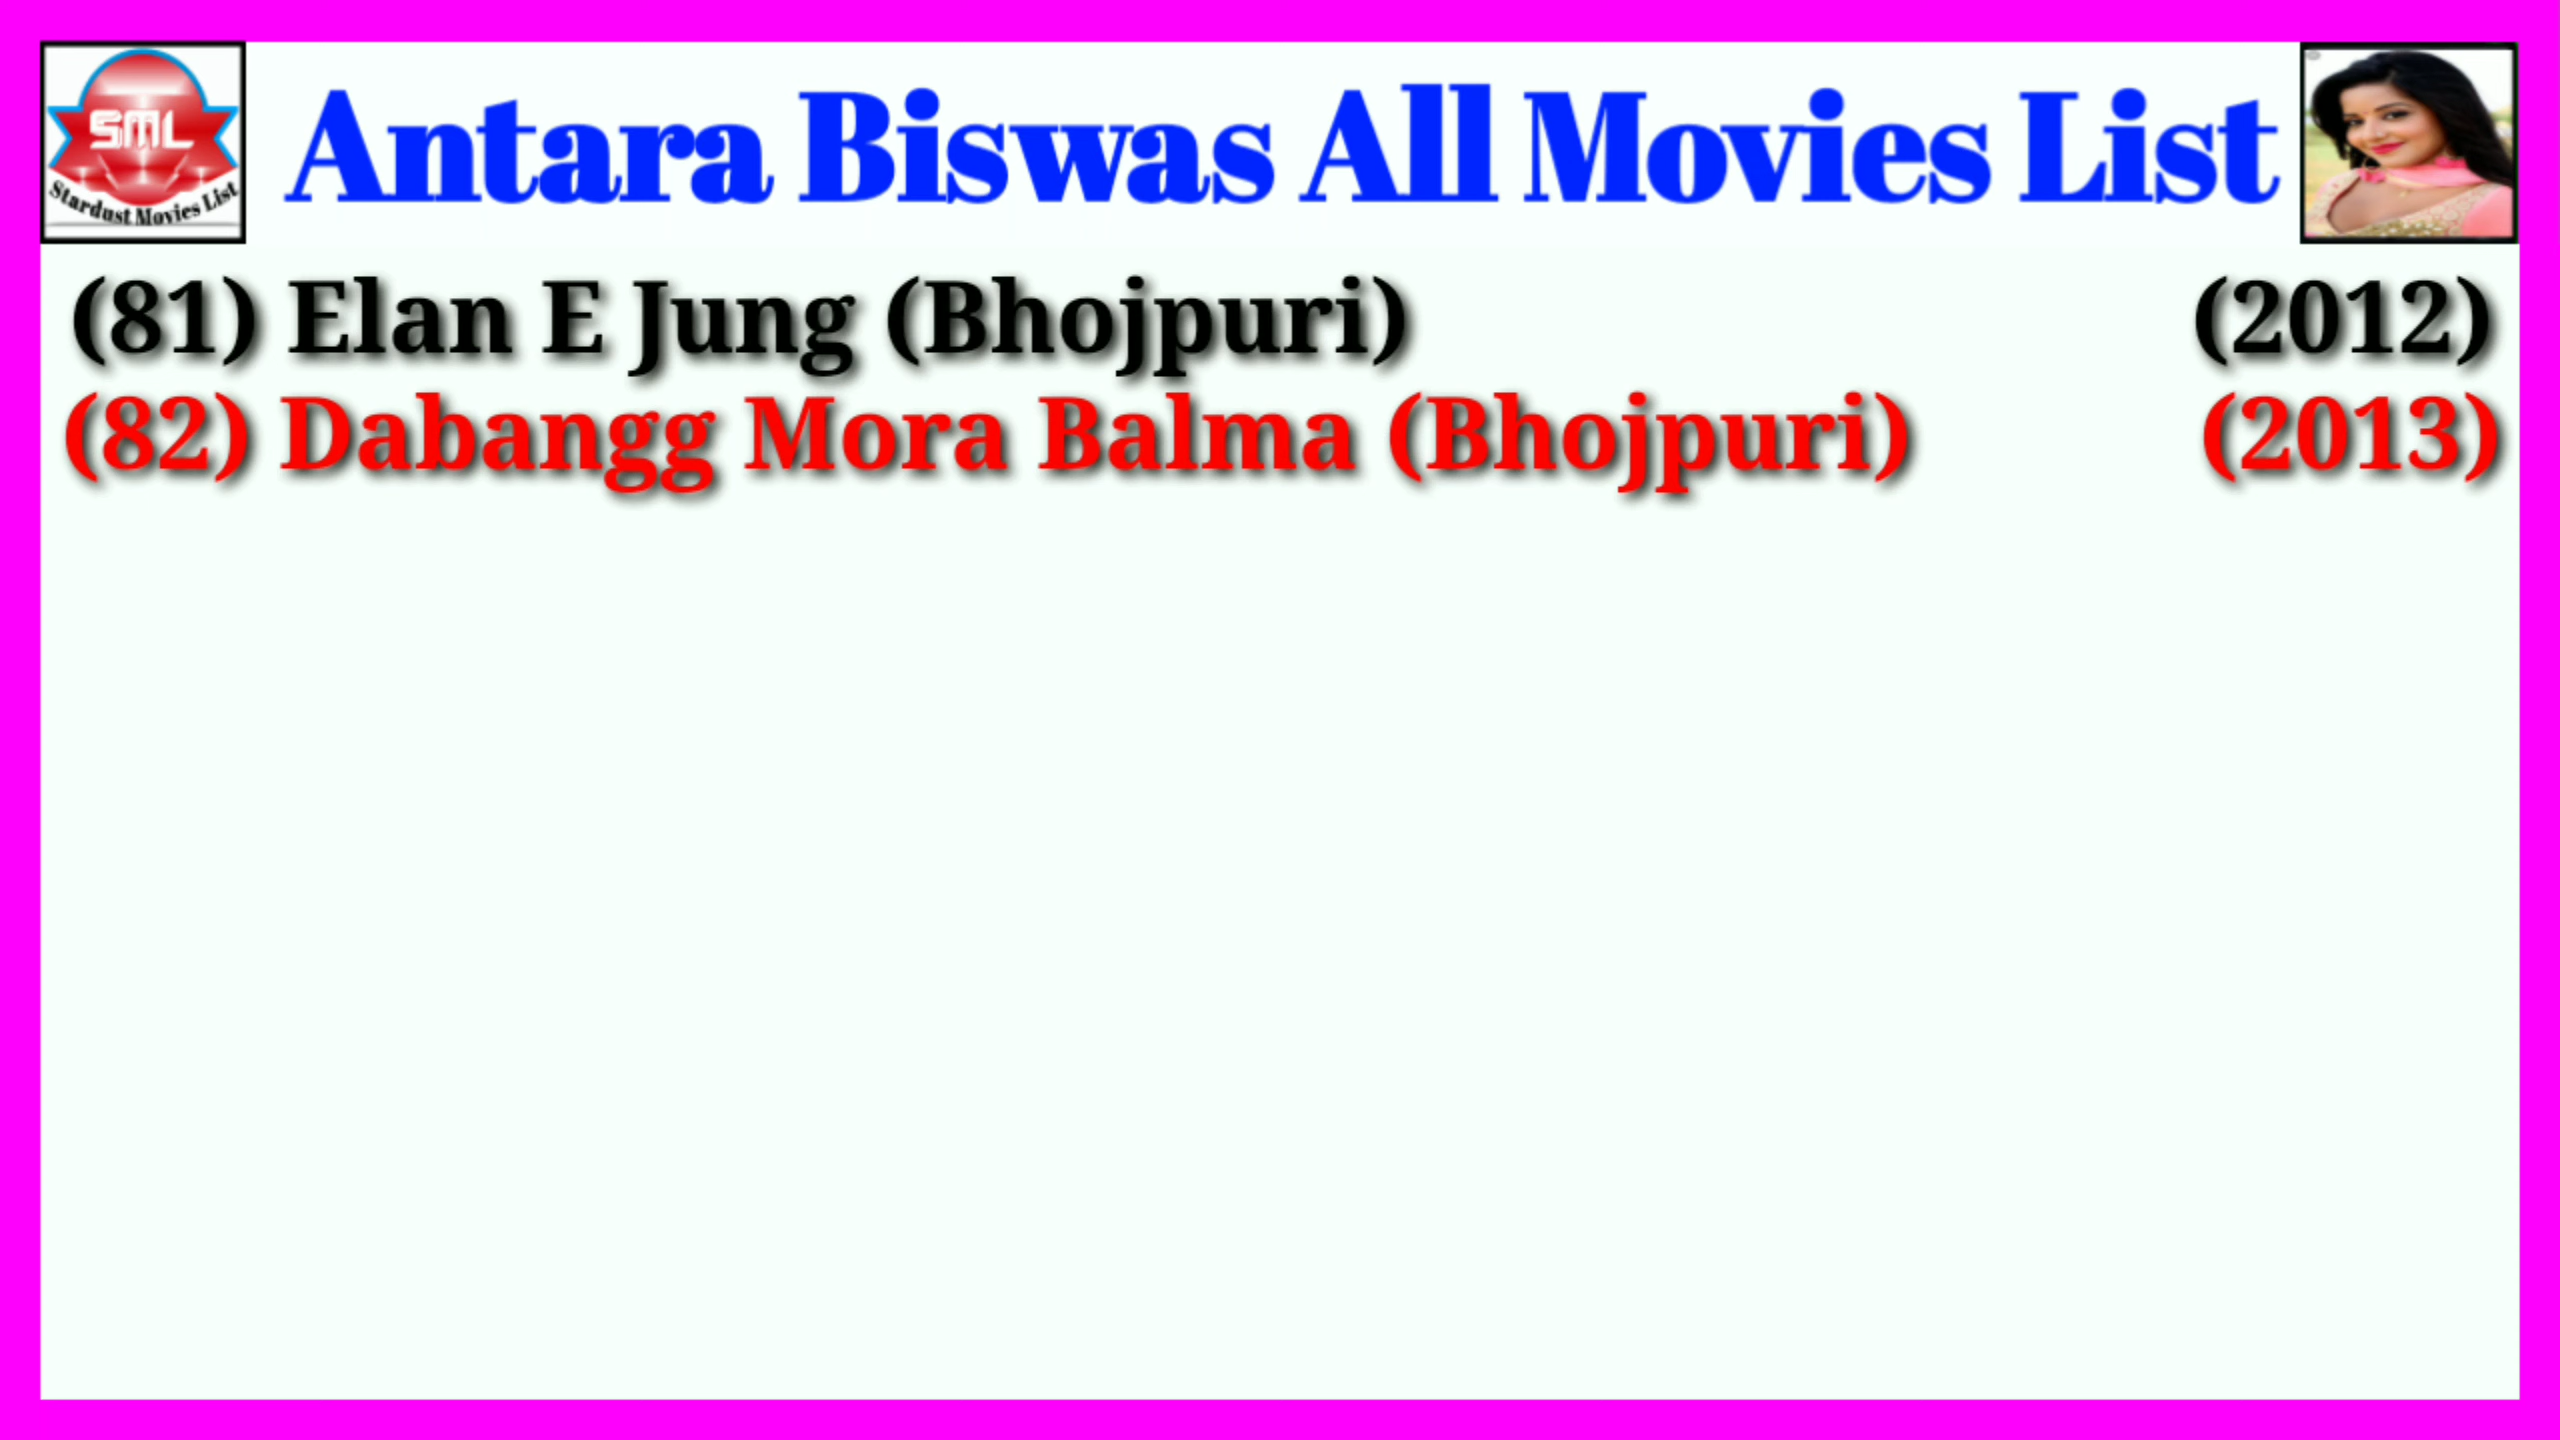 SML
Stardust Movies List
Antara Biswas All Movies List
(81) Elan E Jung (Bhojpuri) (2012)
(82) Dabangg Mora Balma (Bhojpuri) (2013)